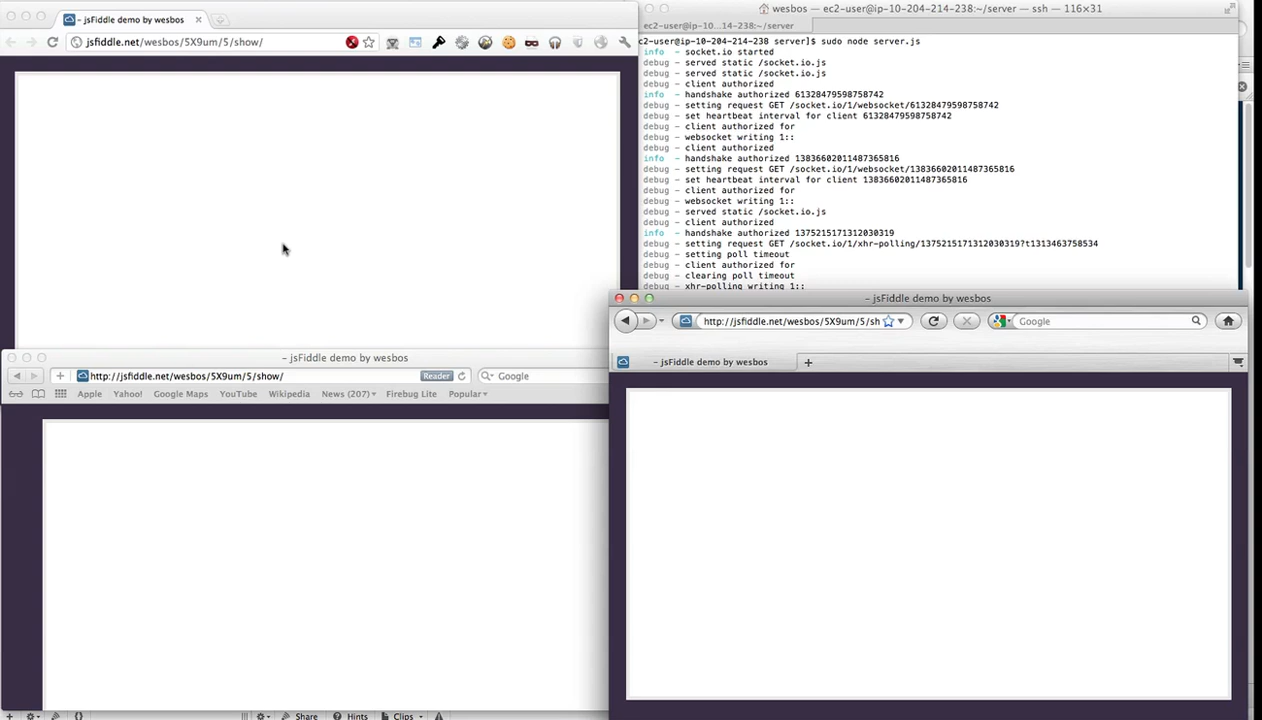 - jsFiddle demo by wesbos
jsfiddle.net/wesbos/5X9um/5/show/
wesbos — ec2-user@ip-10-204-214-238:~/server — ssh — 116×31
ec2-user@ip-10...14-238:~/server
c2-user@ip-10-204-214-238 server]$ sudo node server.js
info  - socket.io started
debug - served static /socket.io.js
debug - served static /socket.io.js
debug - client authorized
info  - handshake authorized 61328479598758742
debug - setting request GET /socket.io/1/websocket/61328479598758742
debug - set heartbeat interval for client 61328479598758742
debug - client authorized for
debug - websocket writing 1::
debug - client authorized
info  - handshake authorized 13836602011487365816
debug - setting request GET /socket.io/1/websocket/13836602011487365816
debug - set heartbeat interval for client 13836602011487365816
debug - client authorized for
debug - websocket writing 1::
debug - served static /socket.io.js
debug - client authorized
info  - handshake authorized 1375215171312030319
debug - setting request GET /socket.io/1/xhr-polling/1375215171312030319?t1313463758534
debug - setting poll timeout
debug - client authorized for
debug - clearing poll timeout
debug - xhr-polling writing 1::
- jsFiddle demo by wesbos
http://jsfiddle.net/wesbos/5X9um/5/show/
Reader
Google
Apple Yahoo! Google Maps YouTube Wikipedia News (207) Firebug Lite Popular
- jsFiddle demo by wesbos
http://jsfiddle.net/wesbos/5X9um/5/sh
Google
- jsFiddle demo by wesbos
Share Hints Clips